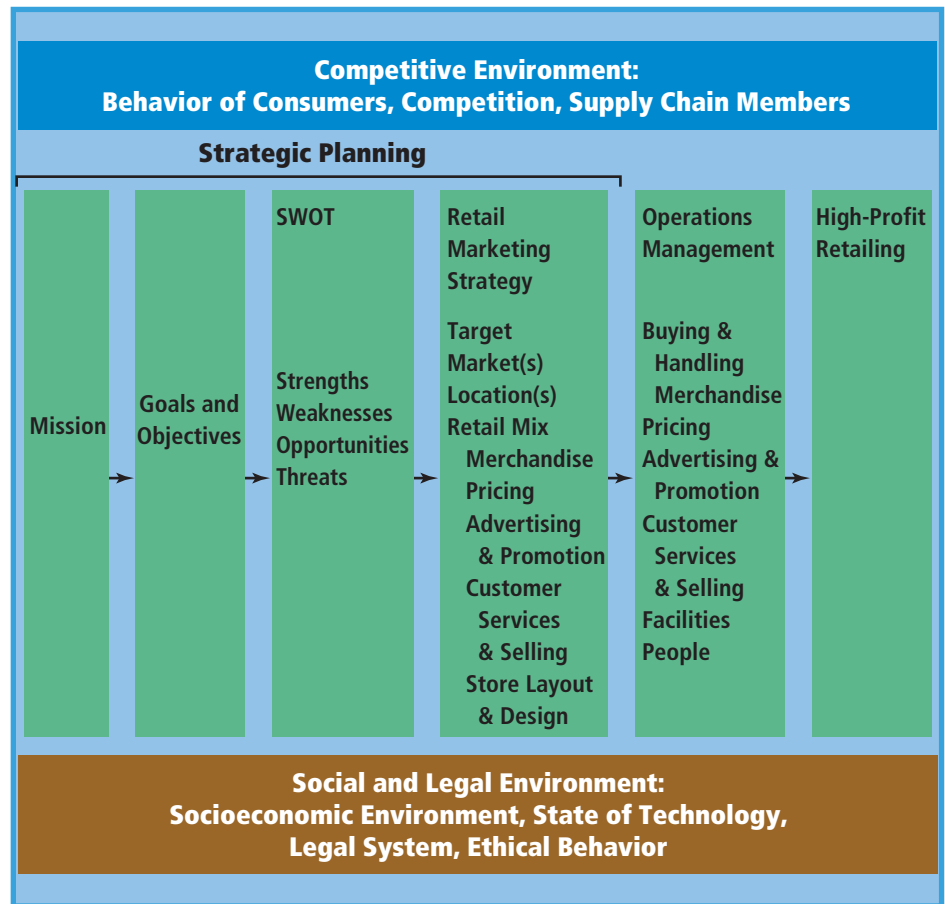 Competitive Environment:
Behavior of Consumers, Competition, Supply Chain Members
Strategic Planning
Mission
Goals and
Objectives
SWOT
Strengths
Weaknesses
Opportunities
Threats
Retail
Marketing
Strategy
Target
Market(s)
Location(s)
Retail Mix
Merchandise
Pricing
Advertising
& Promotion
Customer
Services
& Selling
Store Layout
& Design
Operations
Management
Buying &
Handling
Merchandise
Pricing
Advertising &
Promotion
Customer
Services
& Selling
Facilities
People
High-Profit
Retailing
Social and Legal Environment:
Socioeconomic Environment, State of Technology,
Legal System, Ethical Behavior